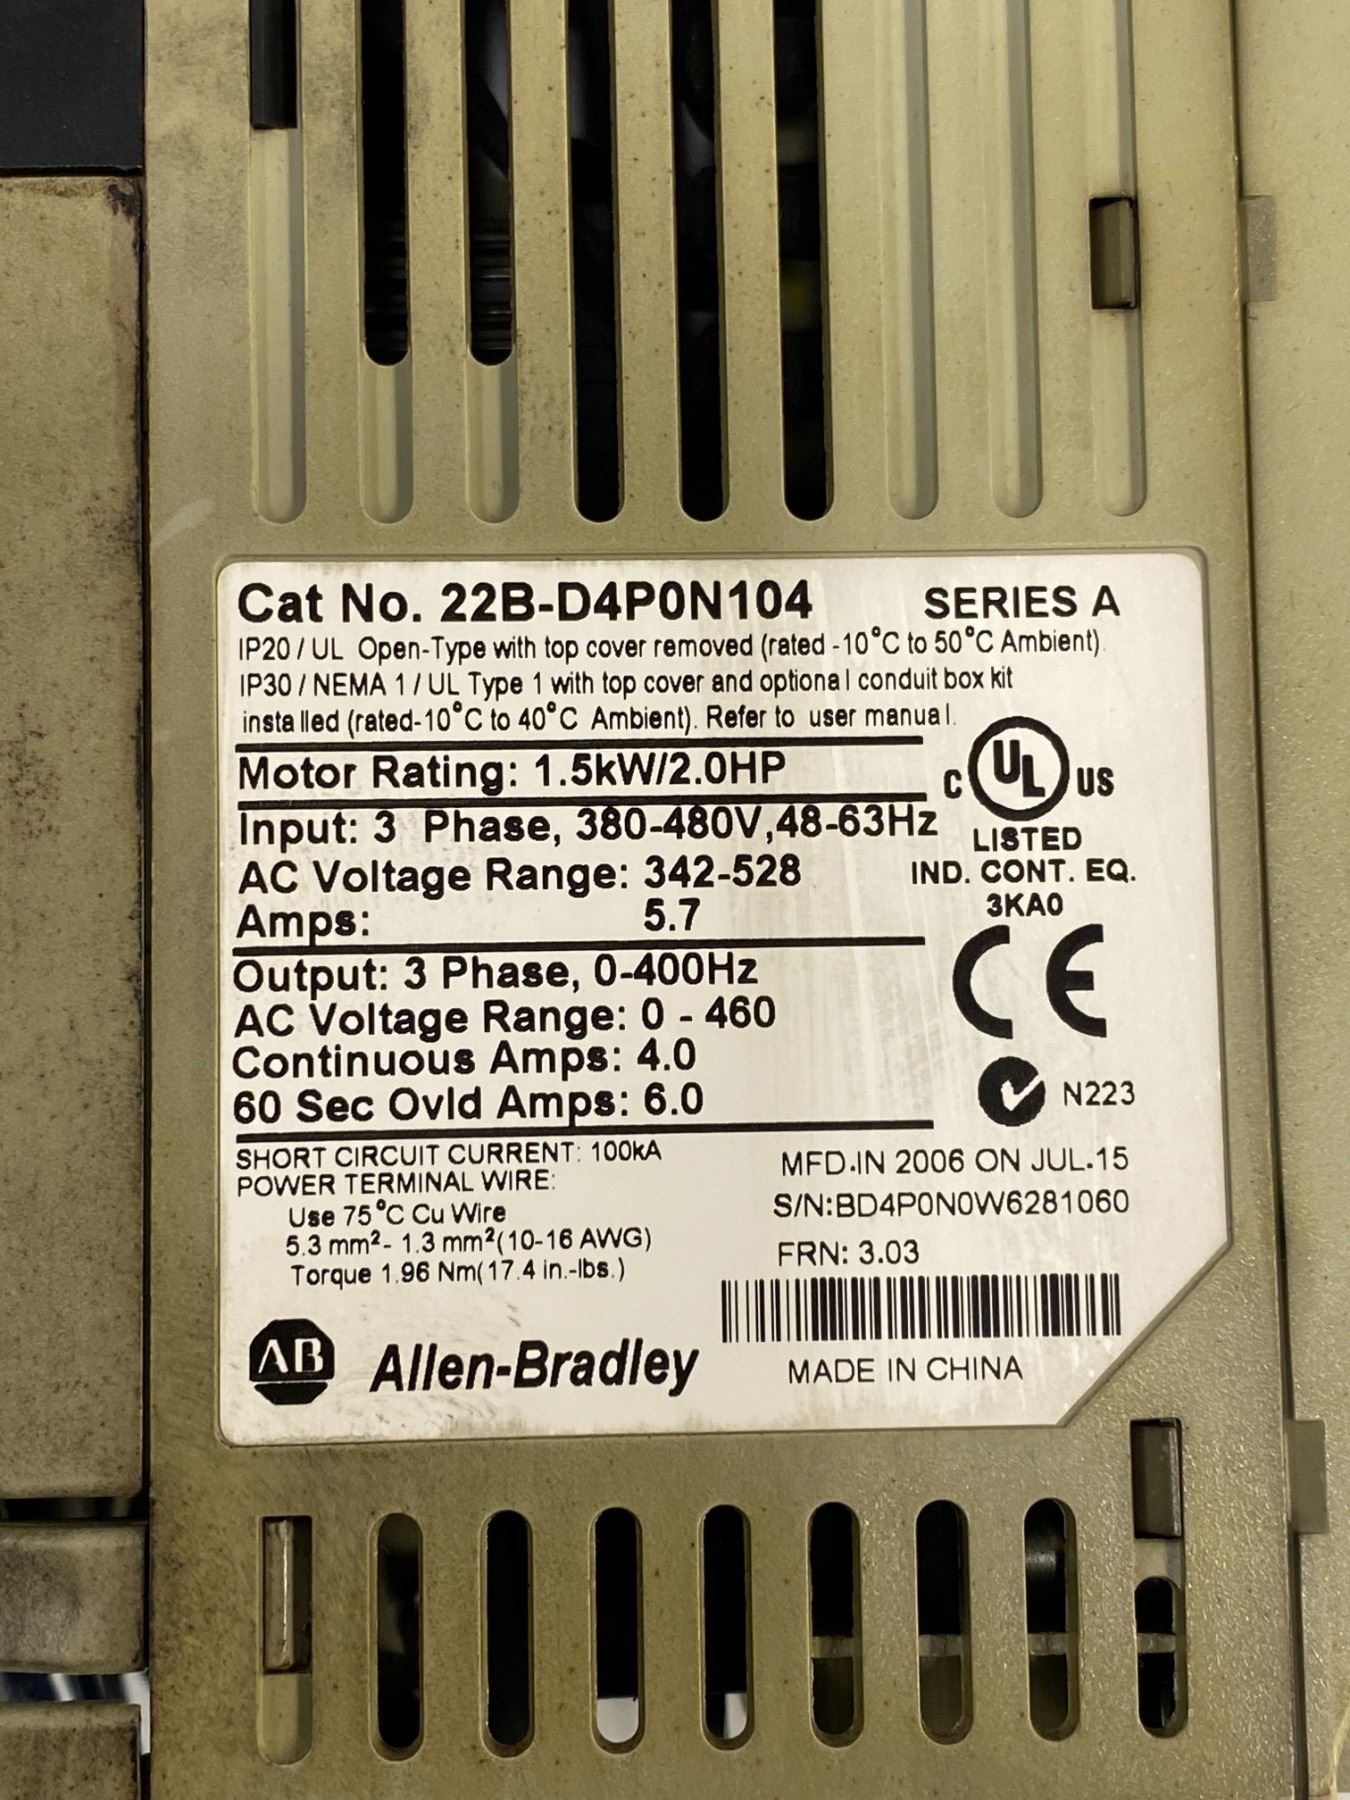 Cat No. 22B-D4P0N104 SERIES A
IP20 / UL Open-Type with top cover removed (rated -10°C to 50°C Ambient).
IP30 / NEMA 1 / UL Type 1 with top cover and optional conduit box kit
installed (rated-10°C to 40°C Ambient). Refer to user manual.
Motor Rating: 1.5kW/2.0HP
C UL US
Input: 3 Phase, 380-480V,48-63Hz
LISTED
AC Voltage Range: 342-528
IND. CONT. EQ.
Amps: 5.7
3KA0
CE
Output: 3 Phase, 0-400Hz
AC Voltage Range: 0 - 460
Continuous Amps: 4.0
60 Sec Ovld Amps: 6.0
N223
SHORT CIRCUIT CURRENT: 100kA
POWER TERMINAL WIRE:
Use 75°C Cu Wire
5.3 mm²- 1.3 mm²(10-16 AWG)
Torque 1.96 Nm(17.4 in.-lbs.)
MFD.IN 2006 ON JUL.15
S/N:BD4P0N0W6281060
FRN: 3.03
AB Allen-Bradley
MADE IN CHINA